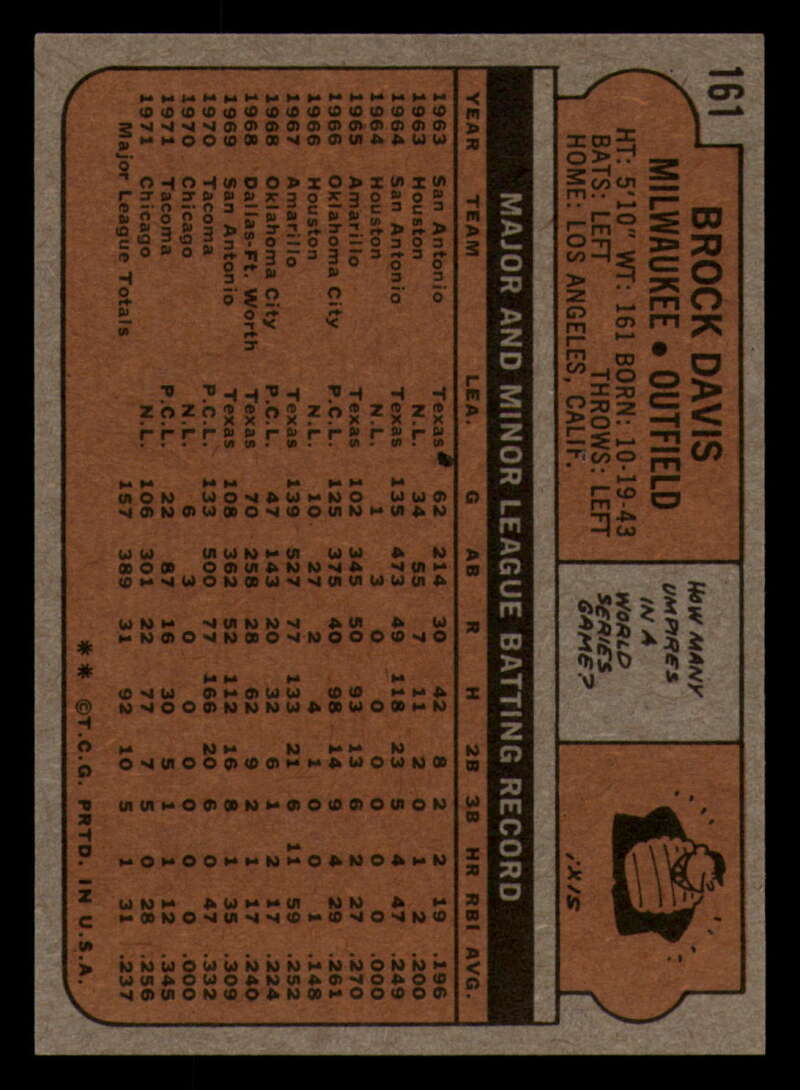 161
BROCK DAVIS
MILWAUKEE • OUTFIELD
HT: 5'10" WT: 161 BORN: 10-19-43
BATS: LEFT THROWS: LEFT
HOME: LOS ANGELES, CALIF.
HOW MANY
UMPIRES
IN A
WORLD
SERIES
GAME?
SIX!
MAJOR AND MINOR LEAGUE BATTING RECORD
YEAR TEAM LEA. G AB R H 2B 3B HR RBI AVG.
1963 San Antonio Texas 62 214 30 42 8 2 2 19 .196
1963 Houston N.L. 34 55 7 11 2 0 1 2 .200
1964 San Antonio Texas 135 473 49 118 23 5 4 47 .249
1964 Houston N.L. 1 3 0 0 0 0 0 0 .000
1965 Amarillo Texas 102 345 50 93 13 6 2 27 .270
1966 Oklahoma City P.C.L. 125 375 40 98 14 9 4 29 .261
1966 Houston N.L. 10 27 2 4 1 0 0 1 .148
1967 Amarillo Texas 139 527 77 133 21 6 11 59 .252
1968 Oklahoma City P.C.L. 47 143 20 32 6 1 2 17 .224
1968 Dallas-Ft. Worth Texas 70 258 28 62 9 2 1 17 .240
1969 San Antonio Texas 108 362 52 112 16 8 1 35 .309
1970 Tacoma P.C.L. 133 500 77 166 20 6 0 47 .332
1970 Chicago N.L. 6 3 0 0 0 0 0 0 .000
1971 Tacoma P.C.L. 22 87 16 30 5 1 1 12 .345
1971 Chicago N.L. 106 301 22 77 7 5 0 28 .256
Major League Totals 157 389 31 92 10 5 1 31 .237
** ©T.C.G. PRTD. IN U.S.A.